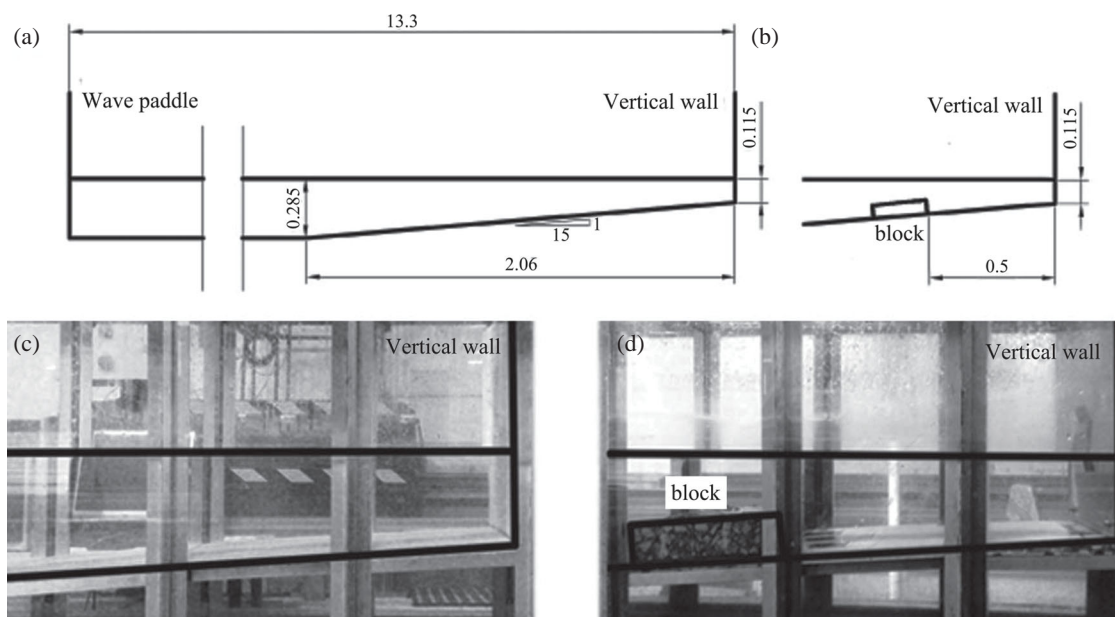 (a)
13.3
(b)
Wave paddle
Vertical wall
0.115
Vertical wall
0.115
0.285
15
1
2.06
block
0.5
(c)
Vertical wall
(d)
Vertical wall
block